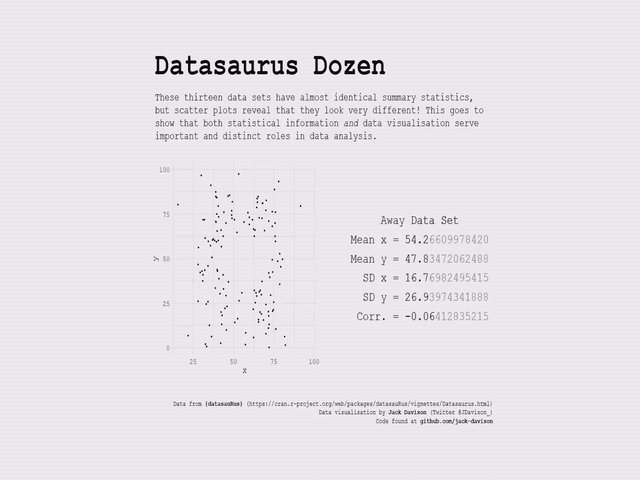 Datasaurus Dozen
These thirteen data sets have almost identical summary statistics,
but scatter plots reveal that they look very different! This goes to
show that both statistical information and data visualisation serve
important and distinct roles in data analysis.
100
75
50
25
0
y
25 50 75 100
x
Away Data Set
Mean x = 54.26609978420
Mean y = 47.83472062488
SD x = 16.76982495415
SD y = 26.93974341888
Corr. = -0.06412835215
Data from {datasauRus} (https://cran.r-project.org/web/packages/datasauRus/vignettes/Datasaurus.html)
Data visualisation by Jack Davison (Twitter @JDavison_)
Code found at github.com/jack-davison